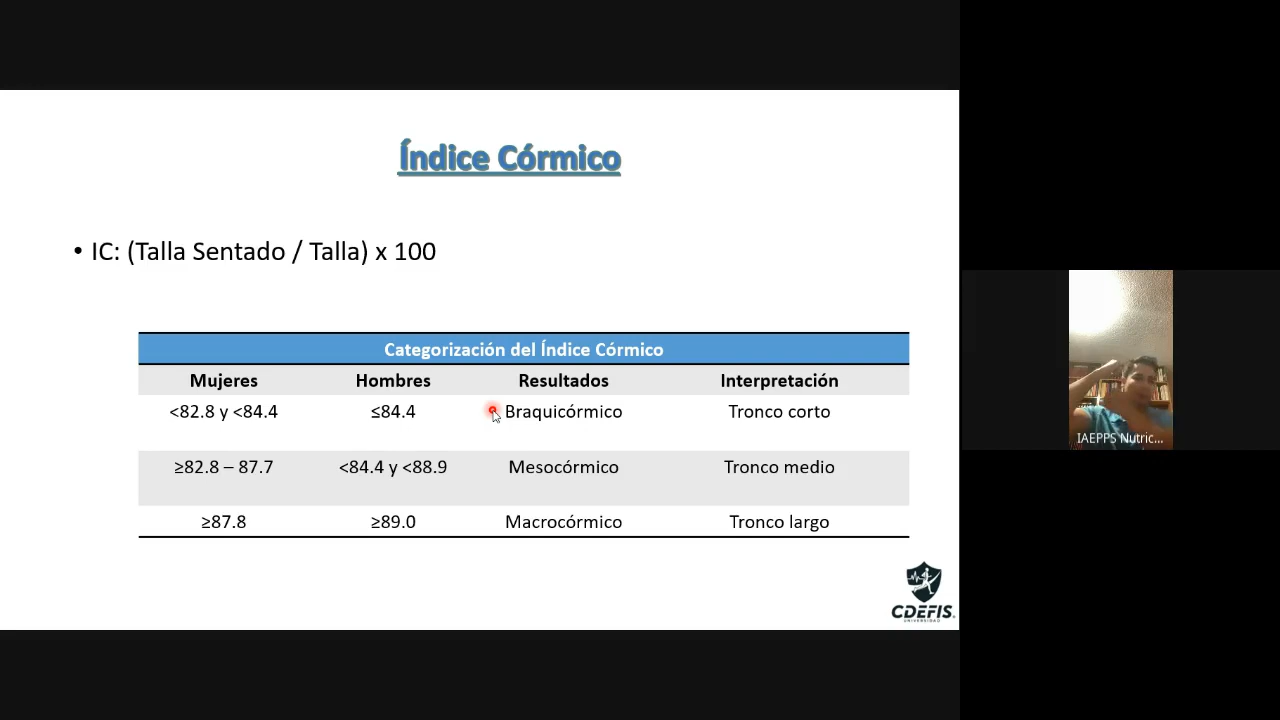 Índice Córmico
• IC: (Talla Sentado / Talla) x 100
Categorización del Índice Córmico
Mujeres Hombres Resultados Interpretación
<82.8 y <84.4 ≤84.4 Braquicórmico Tronco corto
≥82.8 – 87.7 <84.4 y <88.9 Mesocórmico Tronco medio
≥87.8 ≥89.0 Macrocórmico Tronco largo
CDEFIS
UNIVERSIDAD
IAEPPS Nutric...